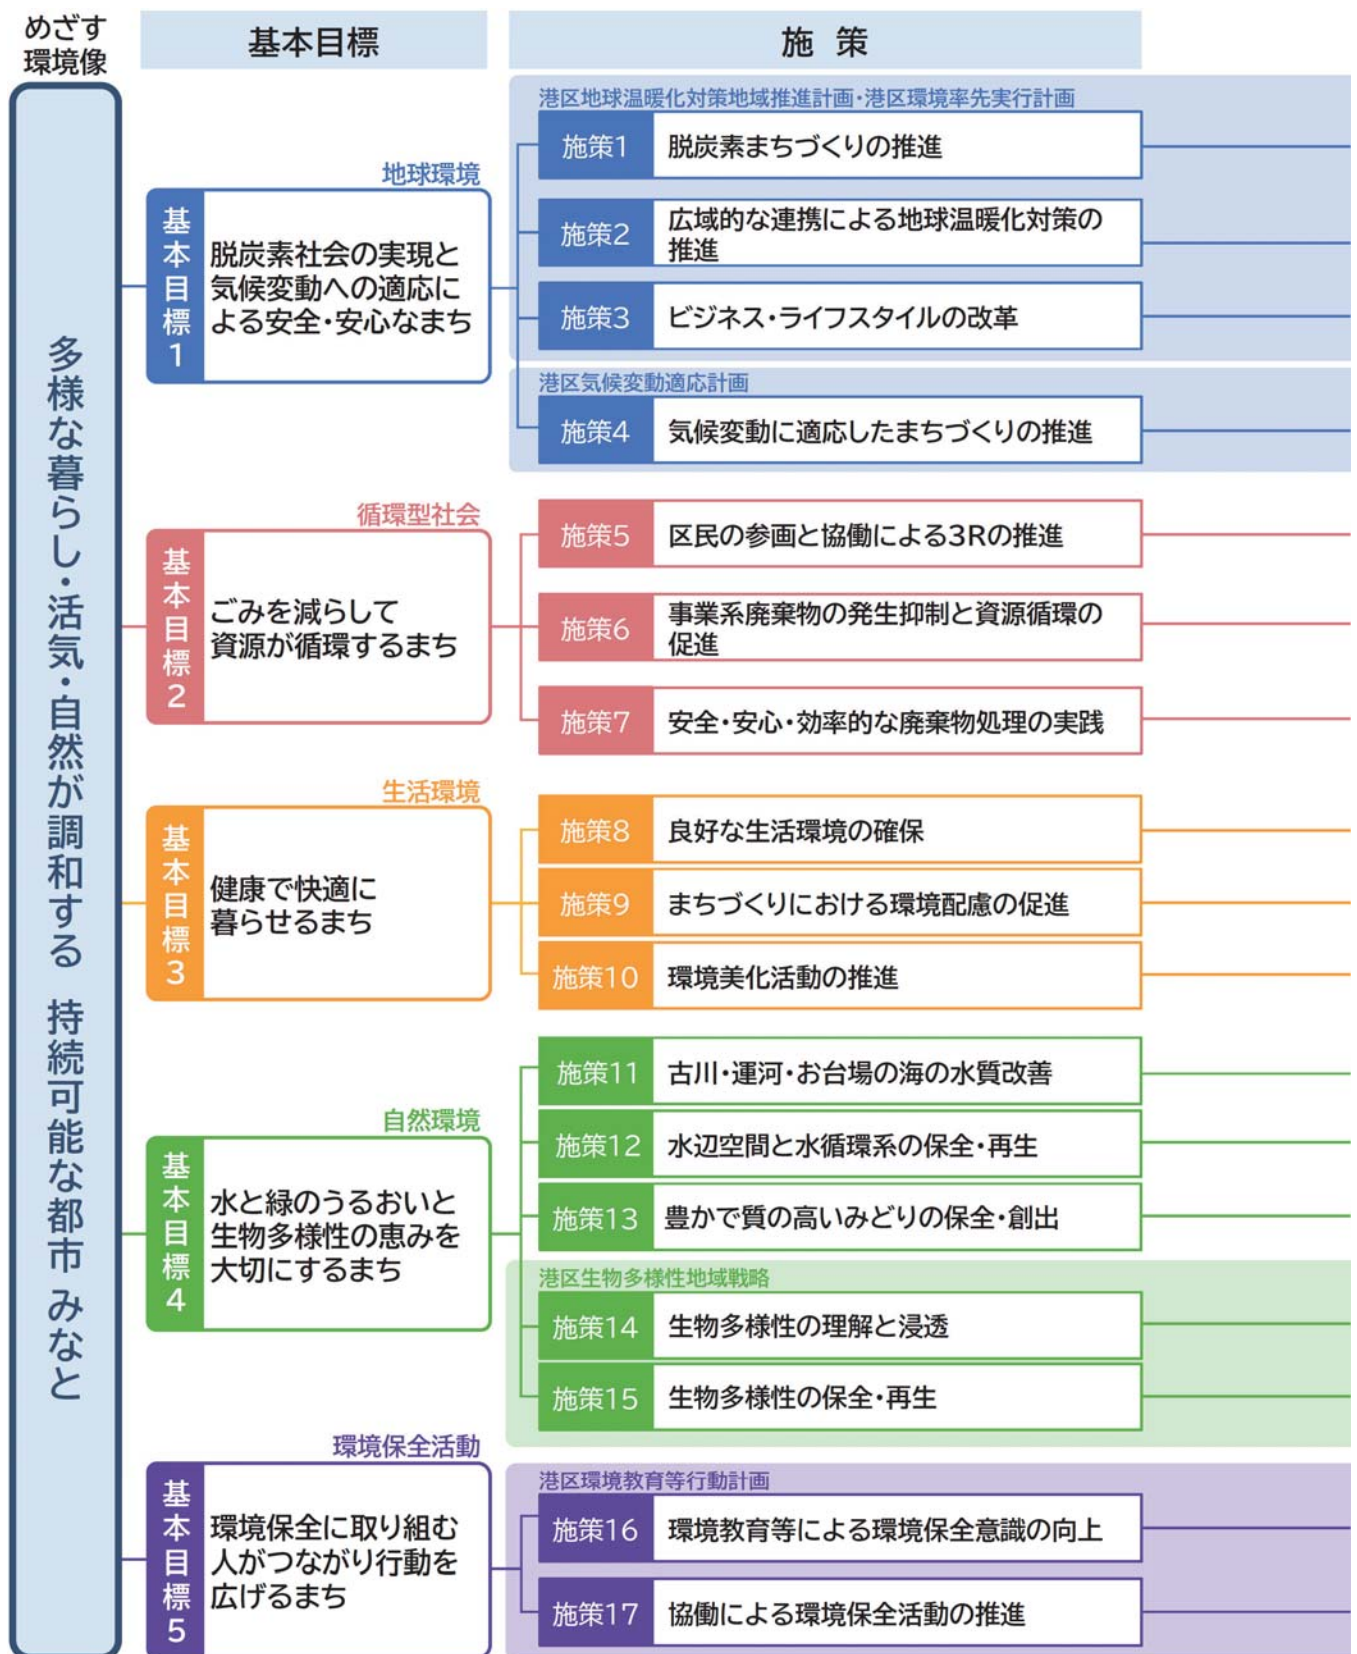 めざす
環境像
基本目標
施 策
多様な暮らし・活気・自然が調和する 持続可能な都市 みなと
地球環境
基本目標1
脱炭素社会の実現と
気候変動への適応に
よる安全・安心なまち
港区地球温暖化対策地域推進計画・港区環境率先実行計画
施策1 脱炭素まちづくりの推進
施策2 広域的な連携による地球温暖化対策の
推進
施策3 ビジネス・ライフスタイルの改革
港区気候変動適応計画
施策4 気候変動に適応したまちづくりの推進
循環型社会
基本目標2
ごみを減らして
資源が循環するまち
施策5 区民の参画と協働による3Rの推進
施策6 事業系廃棄物の発生抑制と資源循環の
促進
施策7 安全・安心・効率的な廃棄物処理の実践
生活環境
基本目標3
健康で快適に
暮らせるまち
施策8 良好な生活環境の確保
施策9 まちづくりにおける環境配慮の促進
施策10 環境美化活動の推進
自然環境
基本目標4
水と緑のうるおいと
生物多様性の恵みを
大切にするまち
施策11 古川・運河・お台場の海の水質改善
施策12 水辺空間と水循環系の保全・再生
施策13 豊かで質の高いみどりの保全・創出
港区生物多様性地域戦略
施策14 生物多様性の理解と浸透
施策15 生物多様性の保全・再生
環境保全活動
基本目標5
環境保全に取り組む
人がつながり行動を
広げるまち
港区環境教育等行動計画
施策16 環境教育等による環境保全意識の向上
施策17 協働による環境保全活動の推進